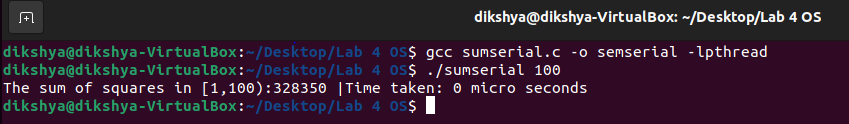 dikshya@dikshya-VirtualBox: ~/Desktop/Lab 4 OS
dikshya@dikshya-VirtualBox:~/Desktop/Lab 4 OS$ gcc sumserial.c -o semserial -lpthread
dikshya@dikshya-VirtualBox:~/Desktop/Lab 4 OS$ ./sumserial 100
The sum of squares in [1,100):328350 |Time taken: 0 micro seconds
dikshya@dikshya-VirtualBox:~/Desktop/Lab 4 OS$